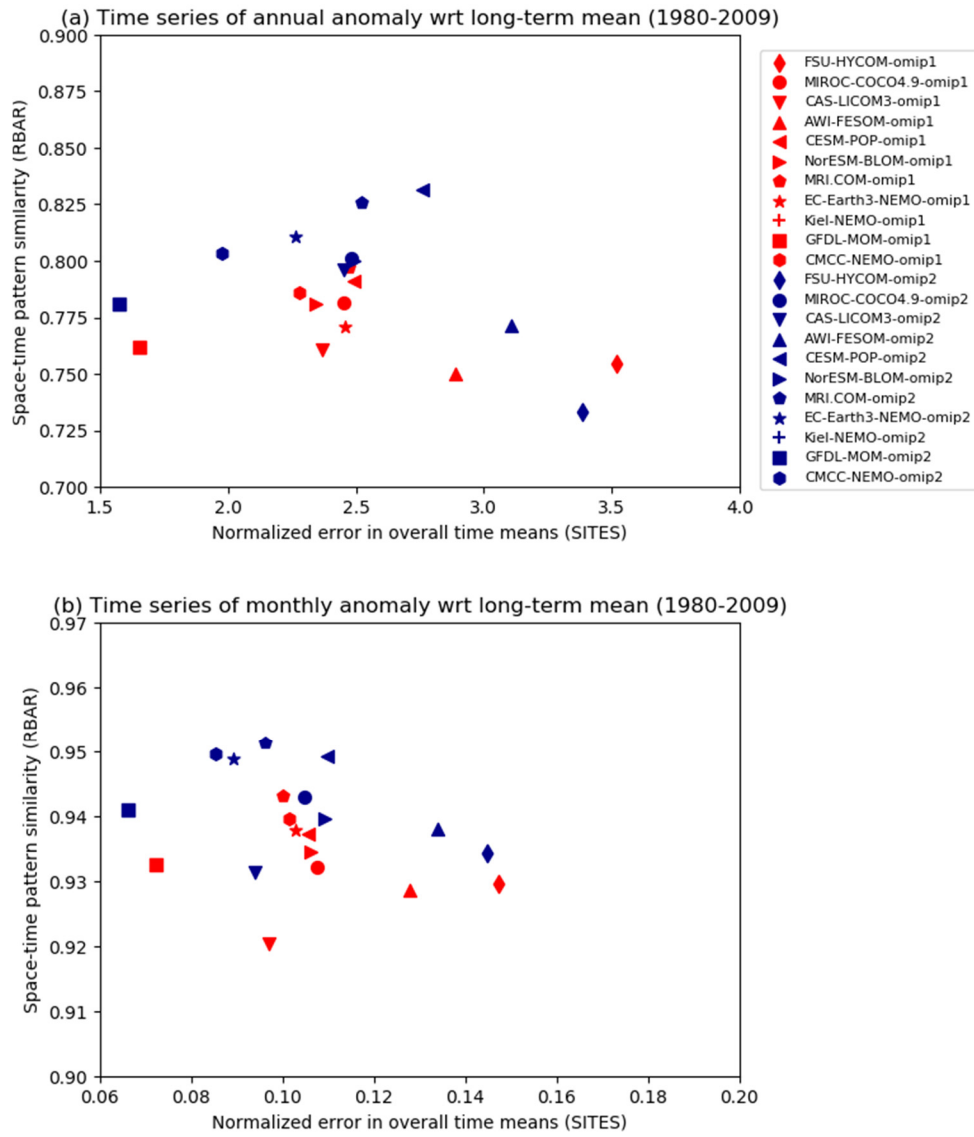 (a) Time series of annual anomaly wrt long-term mean (1980-2009)
0.900
0.875
0.850
0.825
0.800
0.775
0.750
0.725
0.700
Space-time pattern similarity (RBAR)
1.5 2.0 2.5 3.0 3.5 4.0
Normalized error in overall time means (SITES)
FSU-HYCOM-omip1
MIROC-COCO4.9-omip1
CAS-LICOM3-omip1
AWI-FESOM-omip1
CESM-POP-omip1
NorESM-BLOM-omip1
MRI.COM-omip1
EC-Earth3-NEMO-omip1
Kiel-NEMO-omip1
GFDL-MOM-omip1
CMCC-NEMO-omip1
FSU-HYCOM-omip2
MIROC-COCO4.9-omip2
CAS-LICOM3-omip2
AWI-FESOM-omip2
CESM-POP-omip2
NorESM-BLOM-omip2
MRI.COM-omip2
EC-Earth3-NEMO-omip2
Kiel-NEMO-omip2
GFDL-MOM-omip2
CMCC-NEMO-omip2
(b) Time series of monthly anomaly wrt long-term mean (1980-2009)
0.97
0.96
0.95
0.94
0.93
0.92
0.91
0.90
Space-time pattern similarity (RBAR)
0.06 0.08 0.10 0.12 0.14 0.16 0.18 0.20
Normalized error in overall time means (SITES)